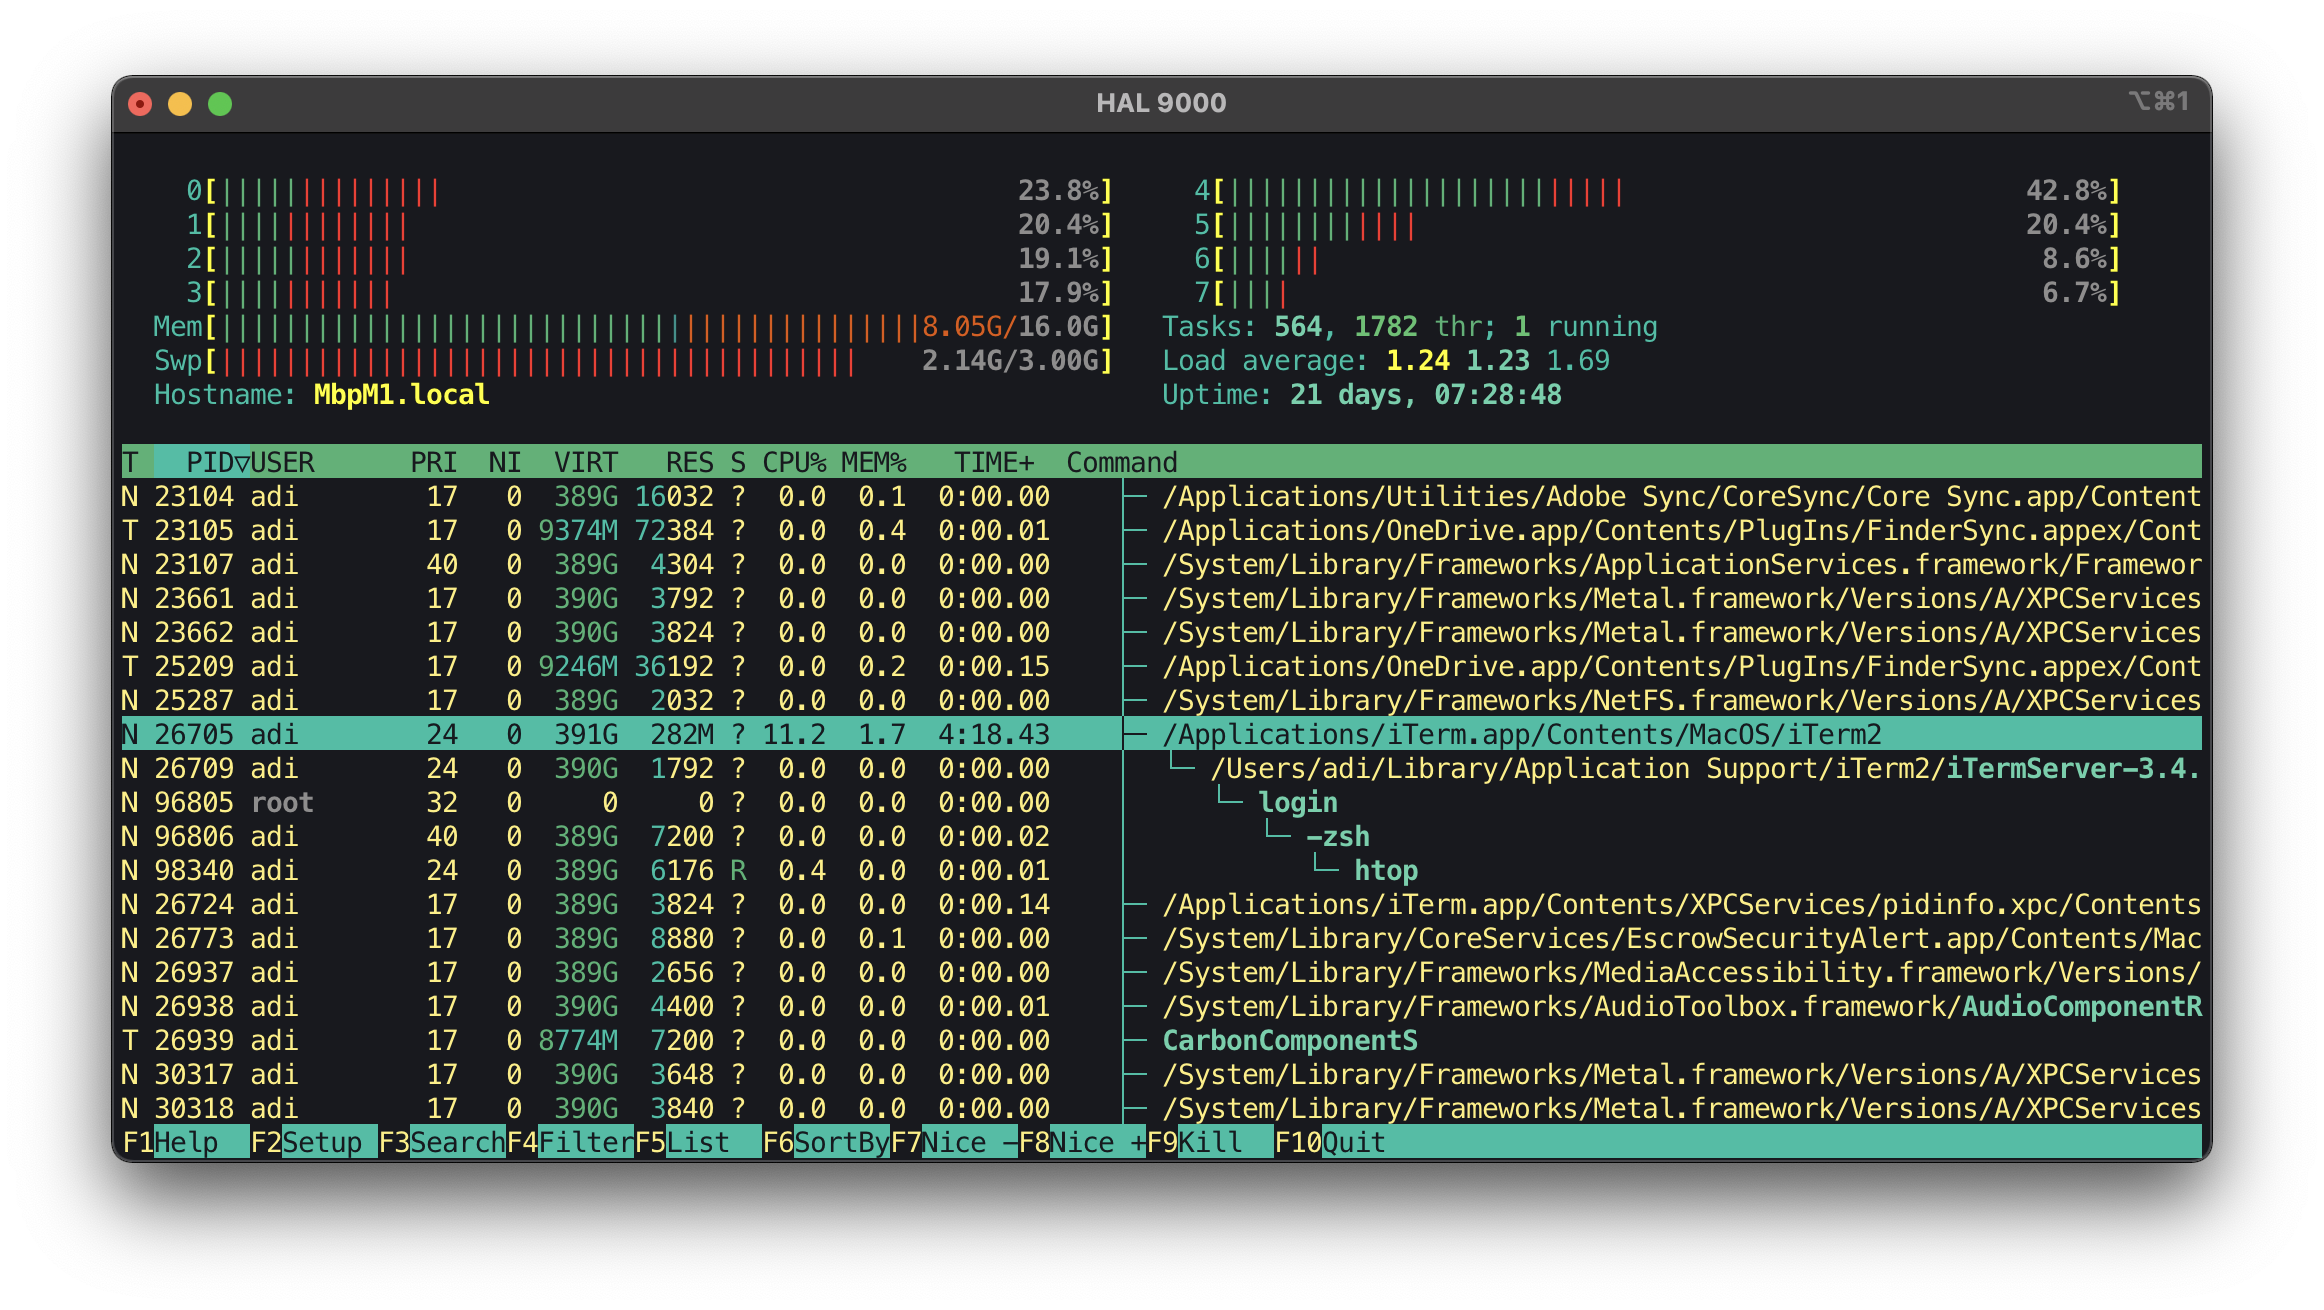 HAL 9000
⌥⌘1
0[||||||||||||||                                    23.8%]   4[|||||||||||||||||||||||||                         42.8%]
1[||||||||||||                                      20.4%]   5[||||||||||||                                      20.4%]
2[||||||||||||                                      19.1%]   6[||||||                                             8.6%]
3[|||||||||||                                       17.9%]   7[||||                                               6.7%]
Mem[||||||||||||||||||||||||||||||||||||||||||||8.05G/16.0G]   Tasks: 564, 1782 thr; 1 running
Swp[||||||||||||||||||||||||||||||||||||||||    2.14G/3.00G]   Load average: 1.24 1.23 1.69
Hostname: MbpM1.local   Uptime: 21 days, 07:28:48
T PID▽USER PRI NI VIRT RES S CPU% MEM% TIME+ Command
N 23104 adi 17 0 389G 16032 ? 0.0 0.1 0:00.00 ├─ /Applications/Utilities/Adobe Sync/CoreSync/Core Sync.app/Content
T 23105 adi 17 0 9374M 72384 ? 0.0 0.4 0:00.01 ├─ /Applications/OneDrive.app/Contents/PlugIns/FinderSync.appex/Cont
N 23107 adi 40 0 389G 4304 ? 0.0 0.0 0:00.00 ├─ /System/Library/Frameworks/ApplicationServices.framework/Framewor
N 23661 adi 17 0 390G 3792 ? 0.0 0.0 0:00.00 ├─ /System/Library/Frameworks/Metal.framework/Versions/A/XPCServices
N 23662 adi 17 0 390G 3824 ? 0.0 0.0 0:00.00 ├─ /System/Library/Frameworks/Metal.framework/Versions/A/XPCServices
T 25209 adi 17 0 9246M 36192 ? 0.0 0.2 0:00.15 ├─ /Applications/OneDrive.app/Contents/PlugIns/FinderSync.appex/Cont
N 25287 adi 17 0 389G 2032 ? 0.0 0.0 0:00.00 ├─ /System/Library/Frameworks/NetFS.framework/Versions/A/XPCServices
N 26705 adi 24 0 391G 282M ? 11.2 1.7 4:18.43 ├─ /Applications/iTerm.app/Contents/MacOS/iTerm2
N 26709 adi 24 0 390G 1792 ? 0.0 0.0 0:00.00 │  └─ /Users/adi/Library/Application Support/iTerm2/iTermServer-3.4.
N 96805 root 32 0 0 0 ? 0.0 0.0 0:00.00 │     └─ login
N 96806 adi 40 0 389G 7200 ? 0.0 0.0 0:00.02 │        └─ -zsh
N 98340 adi 24 0 389G 6176 R 0.4 0.0 0:00.01 │           └─ htop
N 26724 adi 17 0 389G 3824 ? 0.0 0.0 0:00.14 ├─ /Applications/iTerm.app/Contents/XPCServices/pidinfo.xpc/Contents
N 26773 adi 17 0 389G 8880 ? 0.0 0.1 0:00.00 ├─ /System/Library/CoreServices/EscrowSecurityAlert.app/Contents/Mac
N 26937 adi 17 0 389G 2656 ? 0.0 0.0 0:00.00 ├─ /System/Library/Frameworks/MediaAccessibility.framework/Versions/
N 26938 adi 17 0 390G 4400 ? 0.0 0.0 0:00.01 ├─ /System/Library/Frameworks/AudioToolbox.framework/AudioComponentR
T 26939 adi 17 0 8774M 7200 ? 0.0 0.0 0:00.00 ├─ CarbonComponentS
N 30317 adi 17 0 390G 3648 ? 0.0 0.0 0:00.00 ├─ /System/Library/Frameworks/Metal.framework/Versions/A/XPCServices
N 30318 adi 17 0 390G 3840 ? 0.0 0.0 0:00.00 ├─ /System/Library/Frameworks/Metal.framework/Versions/A/XPCServices
F1Help F2Setup F3SearchF4FilterF5List F6SortByF7Nice -F8Nice +F9Kill F10Quit